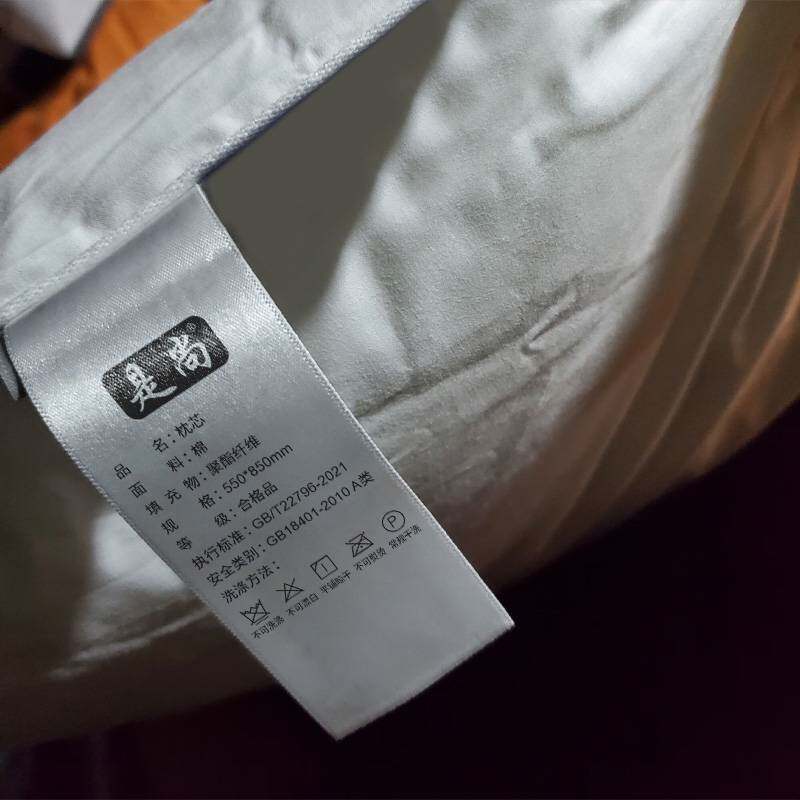 是尚®
品名：枕芯
面料：棉
填充物：聚酯纤维
规格：550*850mm
等级：合格品
执行标准：GB/T22796-2021
安全类别：GB18401-2010 A类
洗涤方法：
P
不可洗涤 不可漂白 平铺晾干 不可熨烫 常规干洗